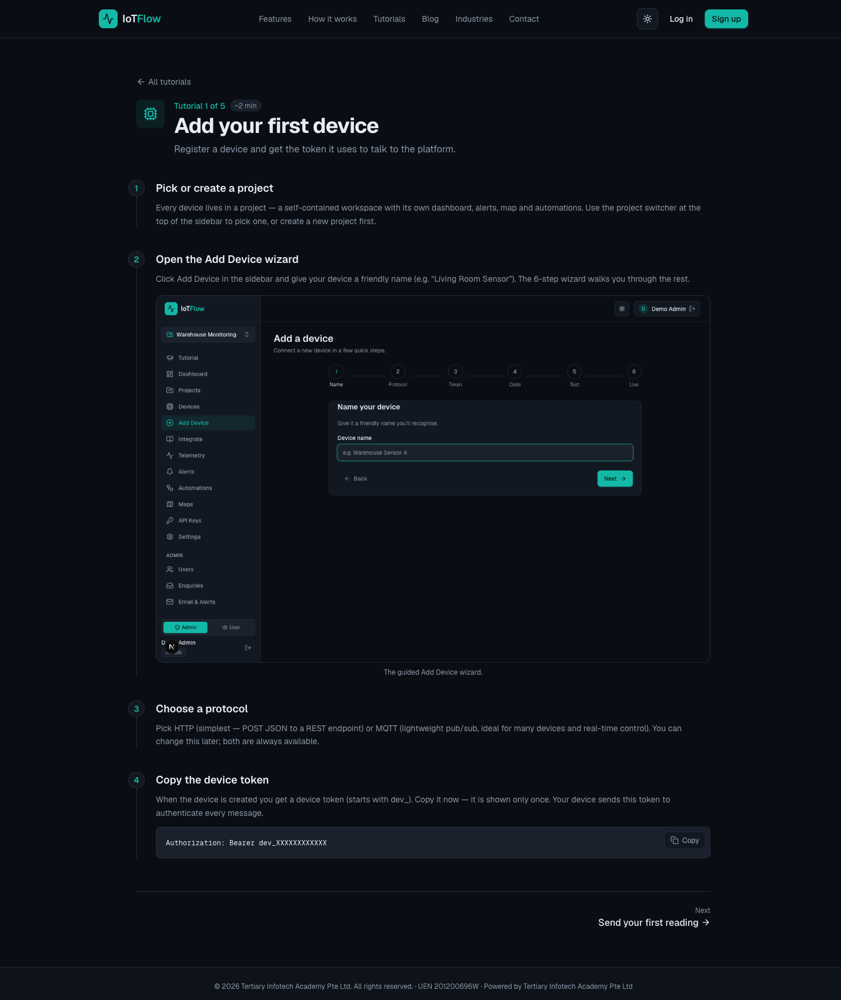 IoTFlow
Features
How it works
Tutorials
Blog
Industries
Contact
Log in
Sign up
All tutorials
Tutorial 1 of 5
~2 min
Add your first device
Register a device and get the token it uses to talk to the platform.
1
Pick or create a project
Every device lives in a project — a self-contained workspace with its own dashboard, alerts, map and automations. Use the project switcher at the
top of the sidebar to pick one, or create a new project first.
2
Open the Add Device wizard
Click Add Device in the sidebar and give your device a friendly name (e.g. “Living Room Sensor”). The 6-step wizard walks you through the rest.
IoTFlow
D
Demo Admin
Warehouse Monitoring
Tutorial
Dashboard
Projects
Devices
Add Device
Integrate
Telemetry
Alerts
Automations
Maps
API Keys
Settings
ADMIN
Users
Enquiries
Email & Alerts
Admin
User
Admin
N
Add a device
Connect a new device in a few quick steps.
1
2
3
4
5
6
Name
Protocol
Token
Code
Test
Live
Name your device
Give it a friendly name you'll recognise.
Device name
e.g. Warehouse Sensor A
Back
Next
The guided Add Device wizard.
3
Choose a protocol
Pick HTTP (simplest — POST JSON to a REST endpoint) or MQTT (lightweight pub/sub, ideal for many devices and real-time control). You can
change this later; both are always available.
4
Copy the device token
When the device is created you get a device token (starts with dev_). Copy it now — it is shown only once. Your device sends this token to
authenticate every message.
Authorization: Bearer dev_XXXXXXXXXXXX
Copy
Next
Send your first reading
© 2026 Tertiary Infotech Academy Pte Ltd. All rights reserved. · UEN 201200696W · Powered by Tertiary Infotech Academy Pte Ltd